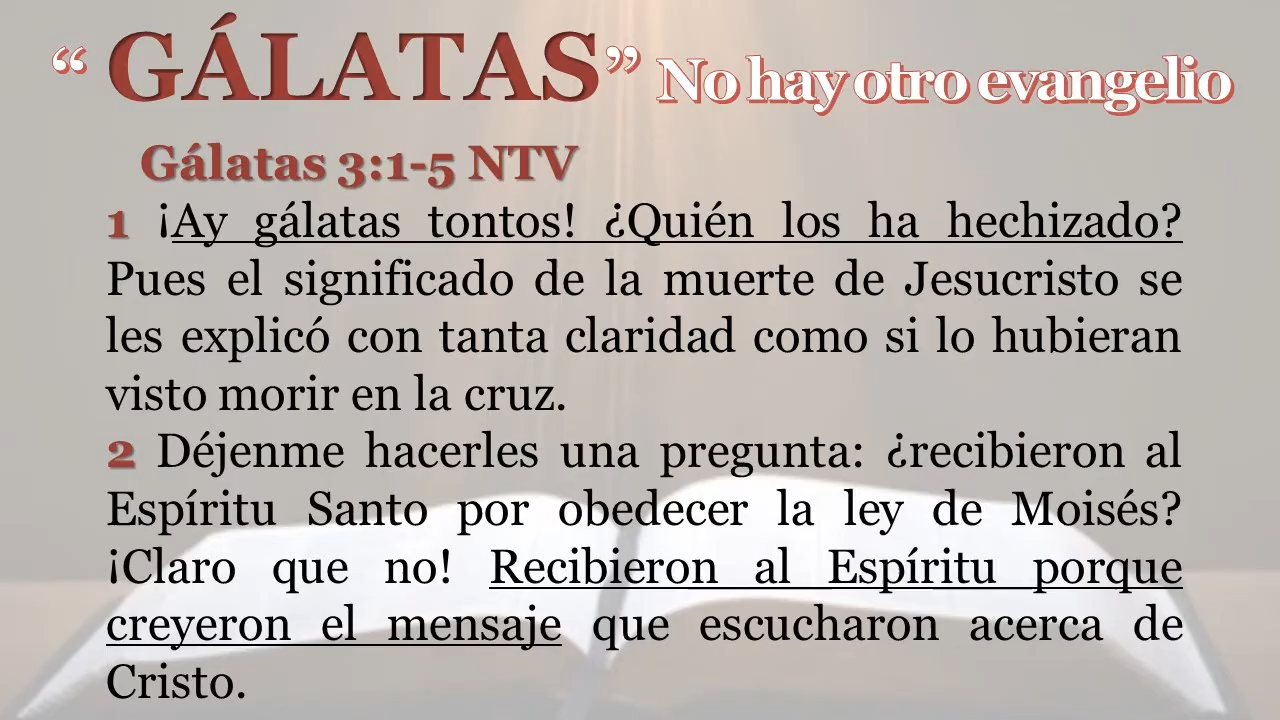 “ GÁLATAS” No hay otro evangelio
Gálatas 3:1-5 NTV
1 ¡Ay gálatas tontos! ¿Quién los ha hechizado?
Pues el significado de la muerte de Jesucristo se
les explicó con tanta claridad como si lo hubieran
visto morir en la cruz.
2 Déjenme hacerles una pregunta: ¿recibieron al
Espíritu Santo por obedecer la ley de Moisés?
¡Claro que no! Recibieron al Espíritu porque
creyeron el mensaje que escucharon acerca de
Cristo.